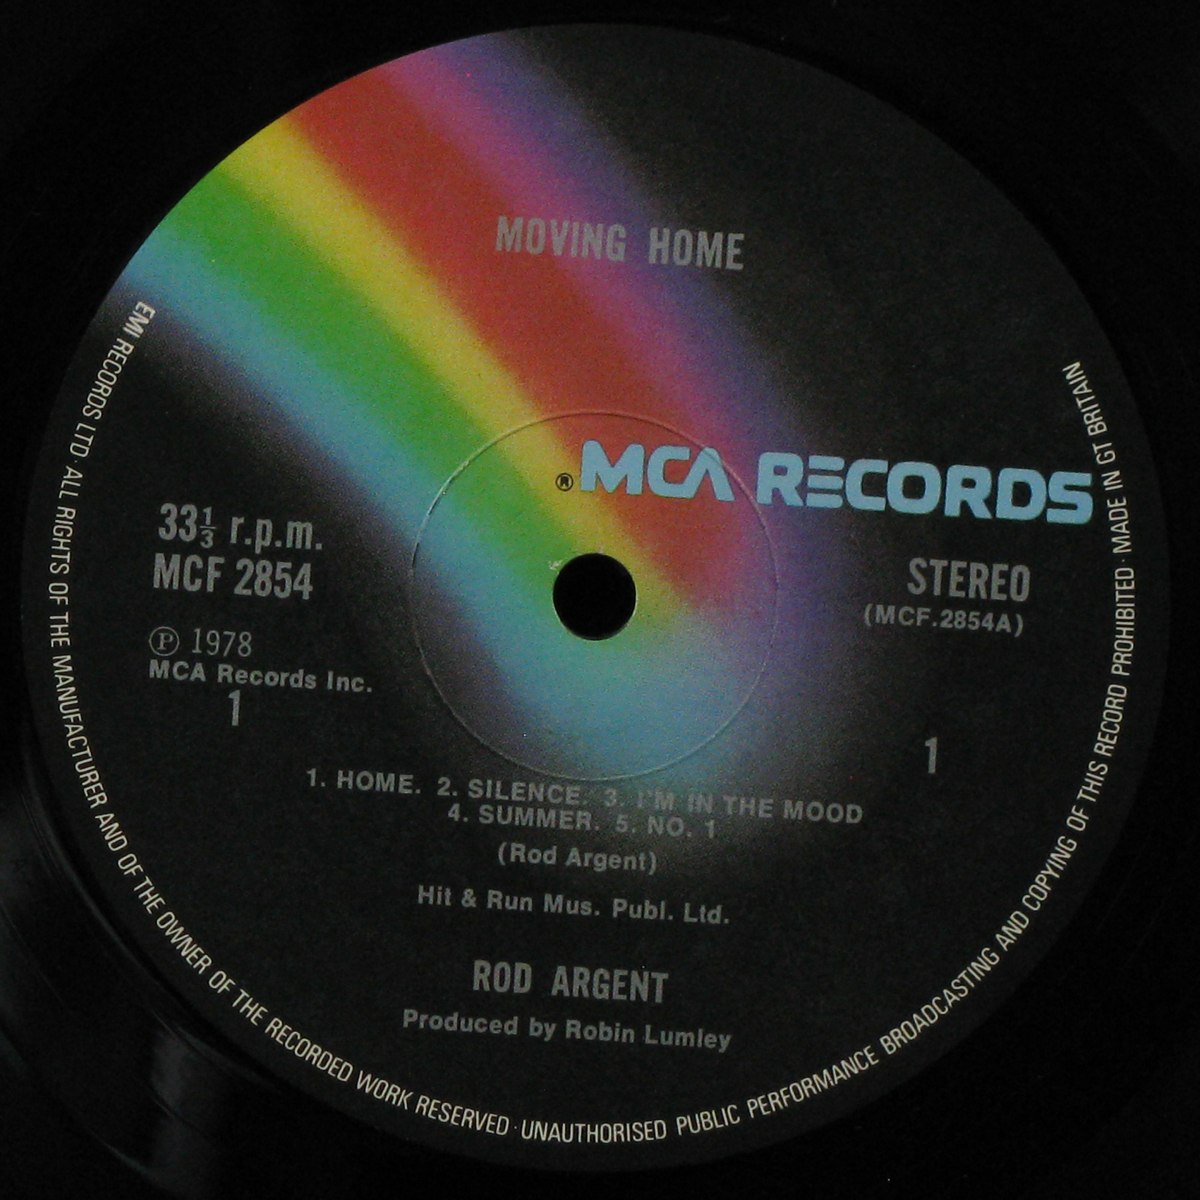 MOVING HOME
® MCA RECORDS
33⅓ r.p.m.
MCF 2854
STEREO
(MCF.2854A)
℗ 1978
MCA Records Inc.
1
1
1. HOME. 2. SILENCE. 3. I'M IN THE MOOD
4. SUMMER. 5. NO. 1
(Rod Argent)
Hit & Run Mus. Publ. Ltd.
ROD ARGENT
Produced by Robin Lumley
EMI RECORDS LTD ALL RIGHTS OF THE MANUFACTURER AND OF THE OWNER OF THE RECORDED WORK RESERVED · UNAUTHORISED PUBLIC PERFORMANCE BROADCASTING AND COPYING OF THIS RECORD PROHIBITED · MADE IN GT BRITAIN